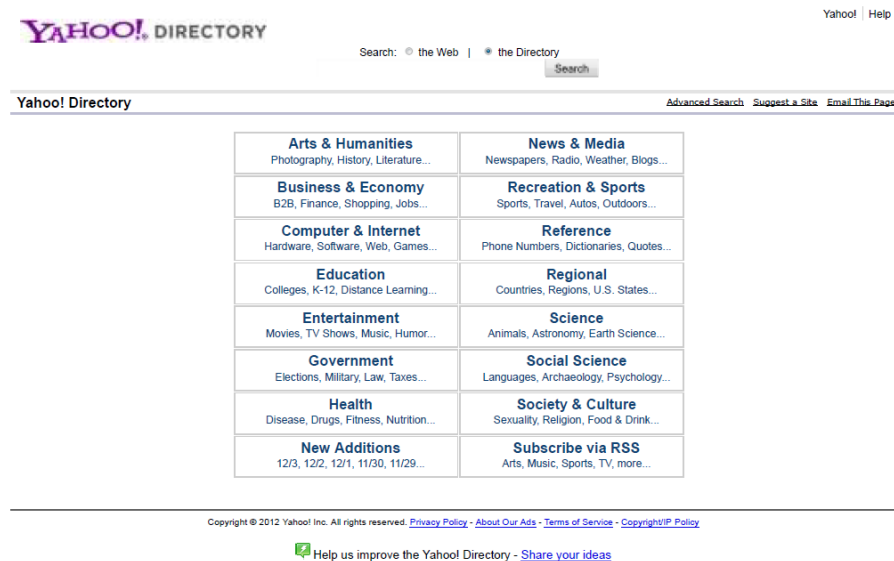 Yahoo! | Help
YAHOO! DIRECTORY
Search: the Web | the Directory
Search
Yahoo! Directory
Advanced Search Suggest a Site Email This Page
Arts & Humanities
Photography, History, Literature...
News & Media
Newspapers, Radio, Weather, Blogs...
Business & Economy
B2B, Finance, Shopping, Jobs...
Recreation & Sports
Sports, Travel, Autos, Outdoors...
Computer & Internet
Hardware, Software, Web, Games...
Reference
Phone Numbers, Dictionaries, Quotes...
Education
Colleges, K-12, Distance Learning...
Regional
Countries, Regions, U.S. States...
Entertainment
Movies, TV Shows, Music, Humor...
Science
Animals, Astronomy, Earth Science...
Government
Elections, Military, Law, Taxes...
Social Science
Languages, Archaeology, Psychology...
Health
Disease, Drugs, Fitness, Nutrition...
Society & Culture
Sexuality, Religion, Food & Drink...
New Additions
12/3, 12/2, 12/1, 11/30, 11/29...
Subscribe via RSS
Arts, Music, Sports, TV, more...
Copyright © 2012 Yahoo! Inc. All rights reserved. Privacy Policy - About Our Ads - Terms of Service - Copyright/IP Policy
Help us improve the Yahoo! Directory - Share your ideas